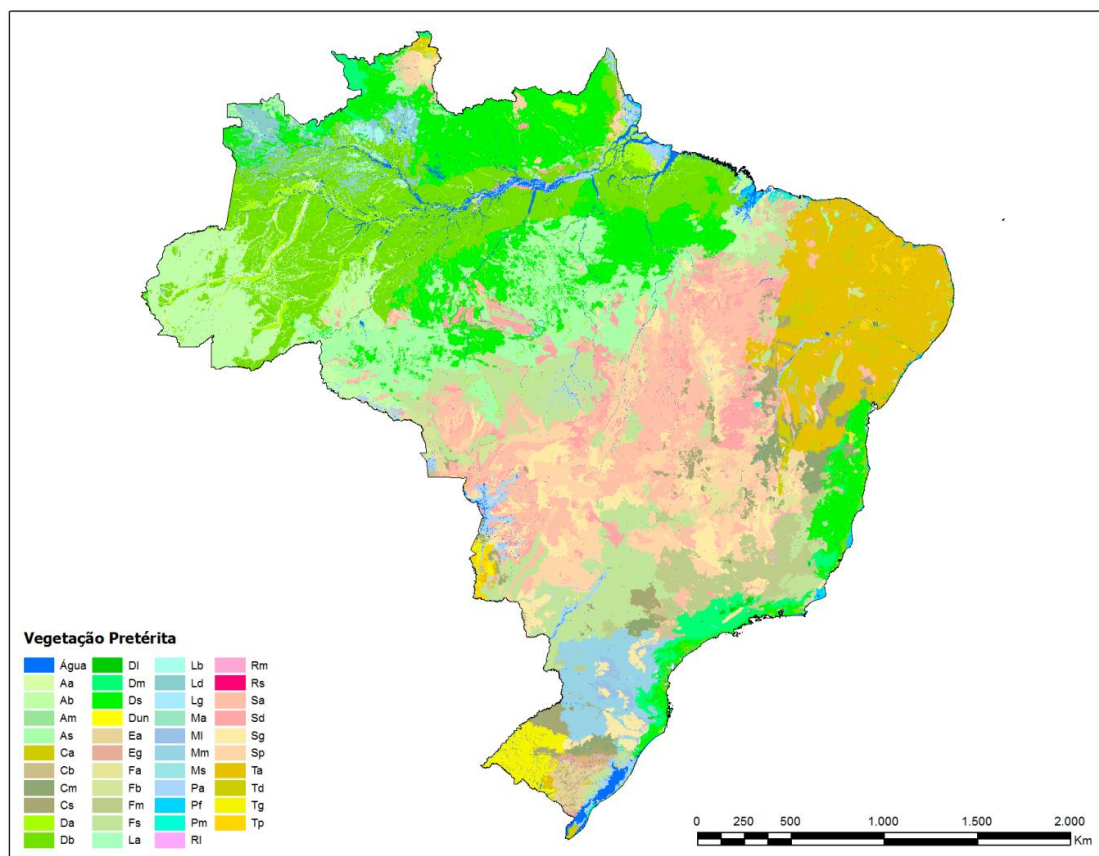 Vegetação Pretérita
Água Dl Lb Rm
Aa Dm Ld Rs
Ab Ds Lg Sa
Am Dun Ma Sd
As Ea Ml Sg
Ca Eg Mm Sp
Cb Fa Ms Ta
Cm Fb Pa Td
Cs Fm Pf Tg
Da Fs Pm Tp
Db La Rl
0 250 500 1.000 1.500 2.000
Km